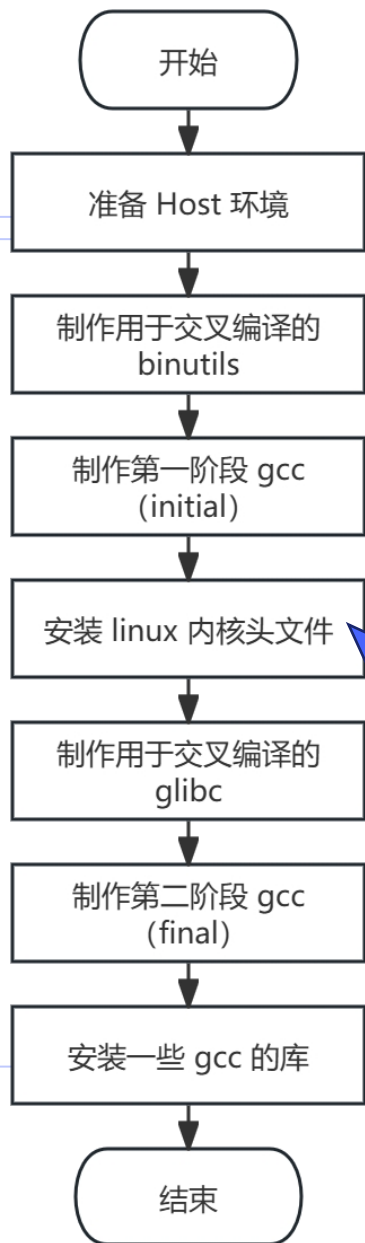 开始
准备 Host 环境
制作用于交叉编译的
binutils
制作第一阶段 gcc
（initial）
安装 linux 内核头文件
制作用于交叉编译的
glibc
制作第二阶段 gcc
（final）
安装一些 gcc 的库
结束